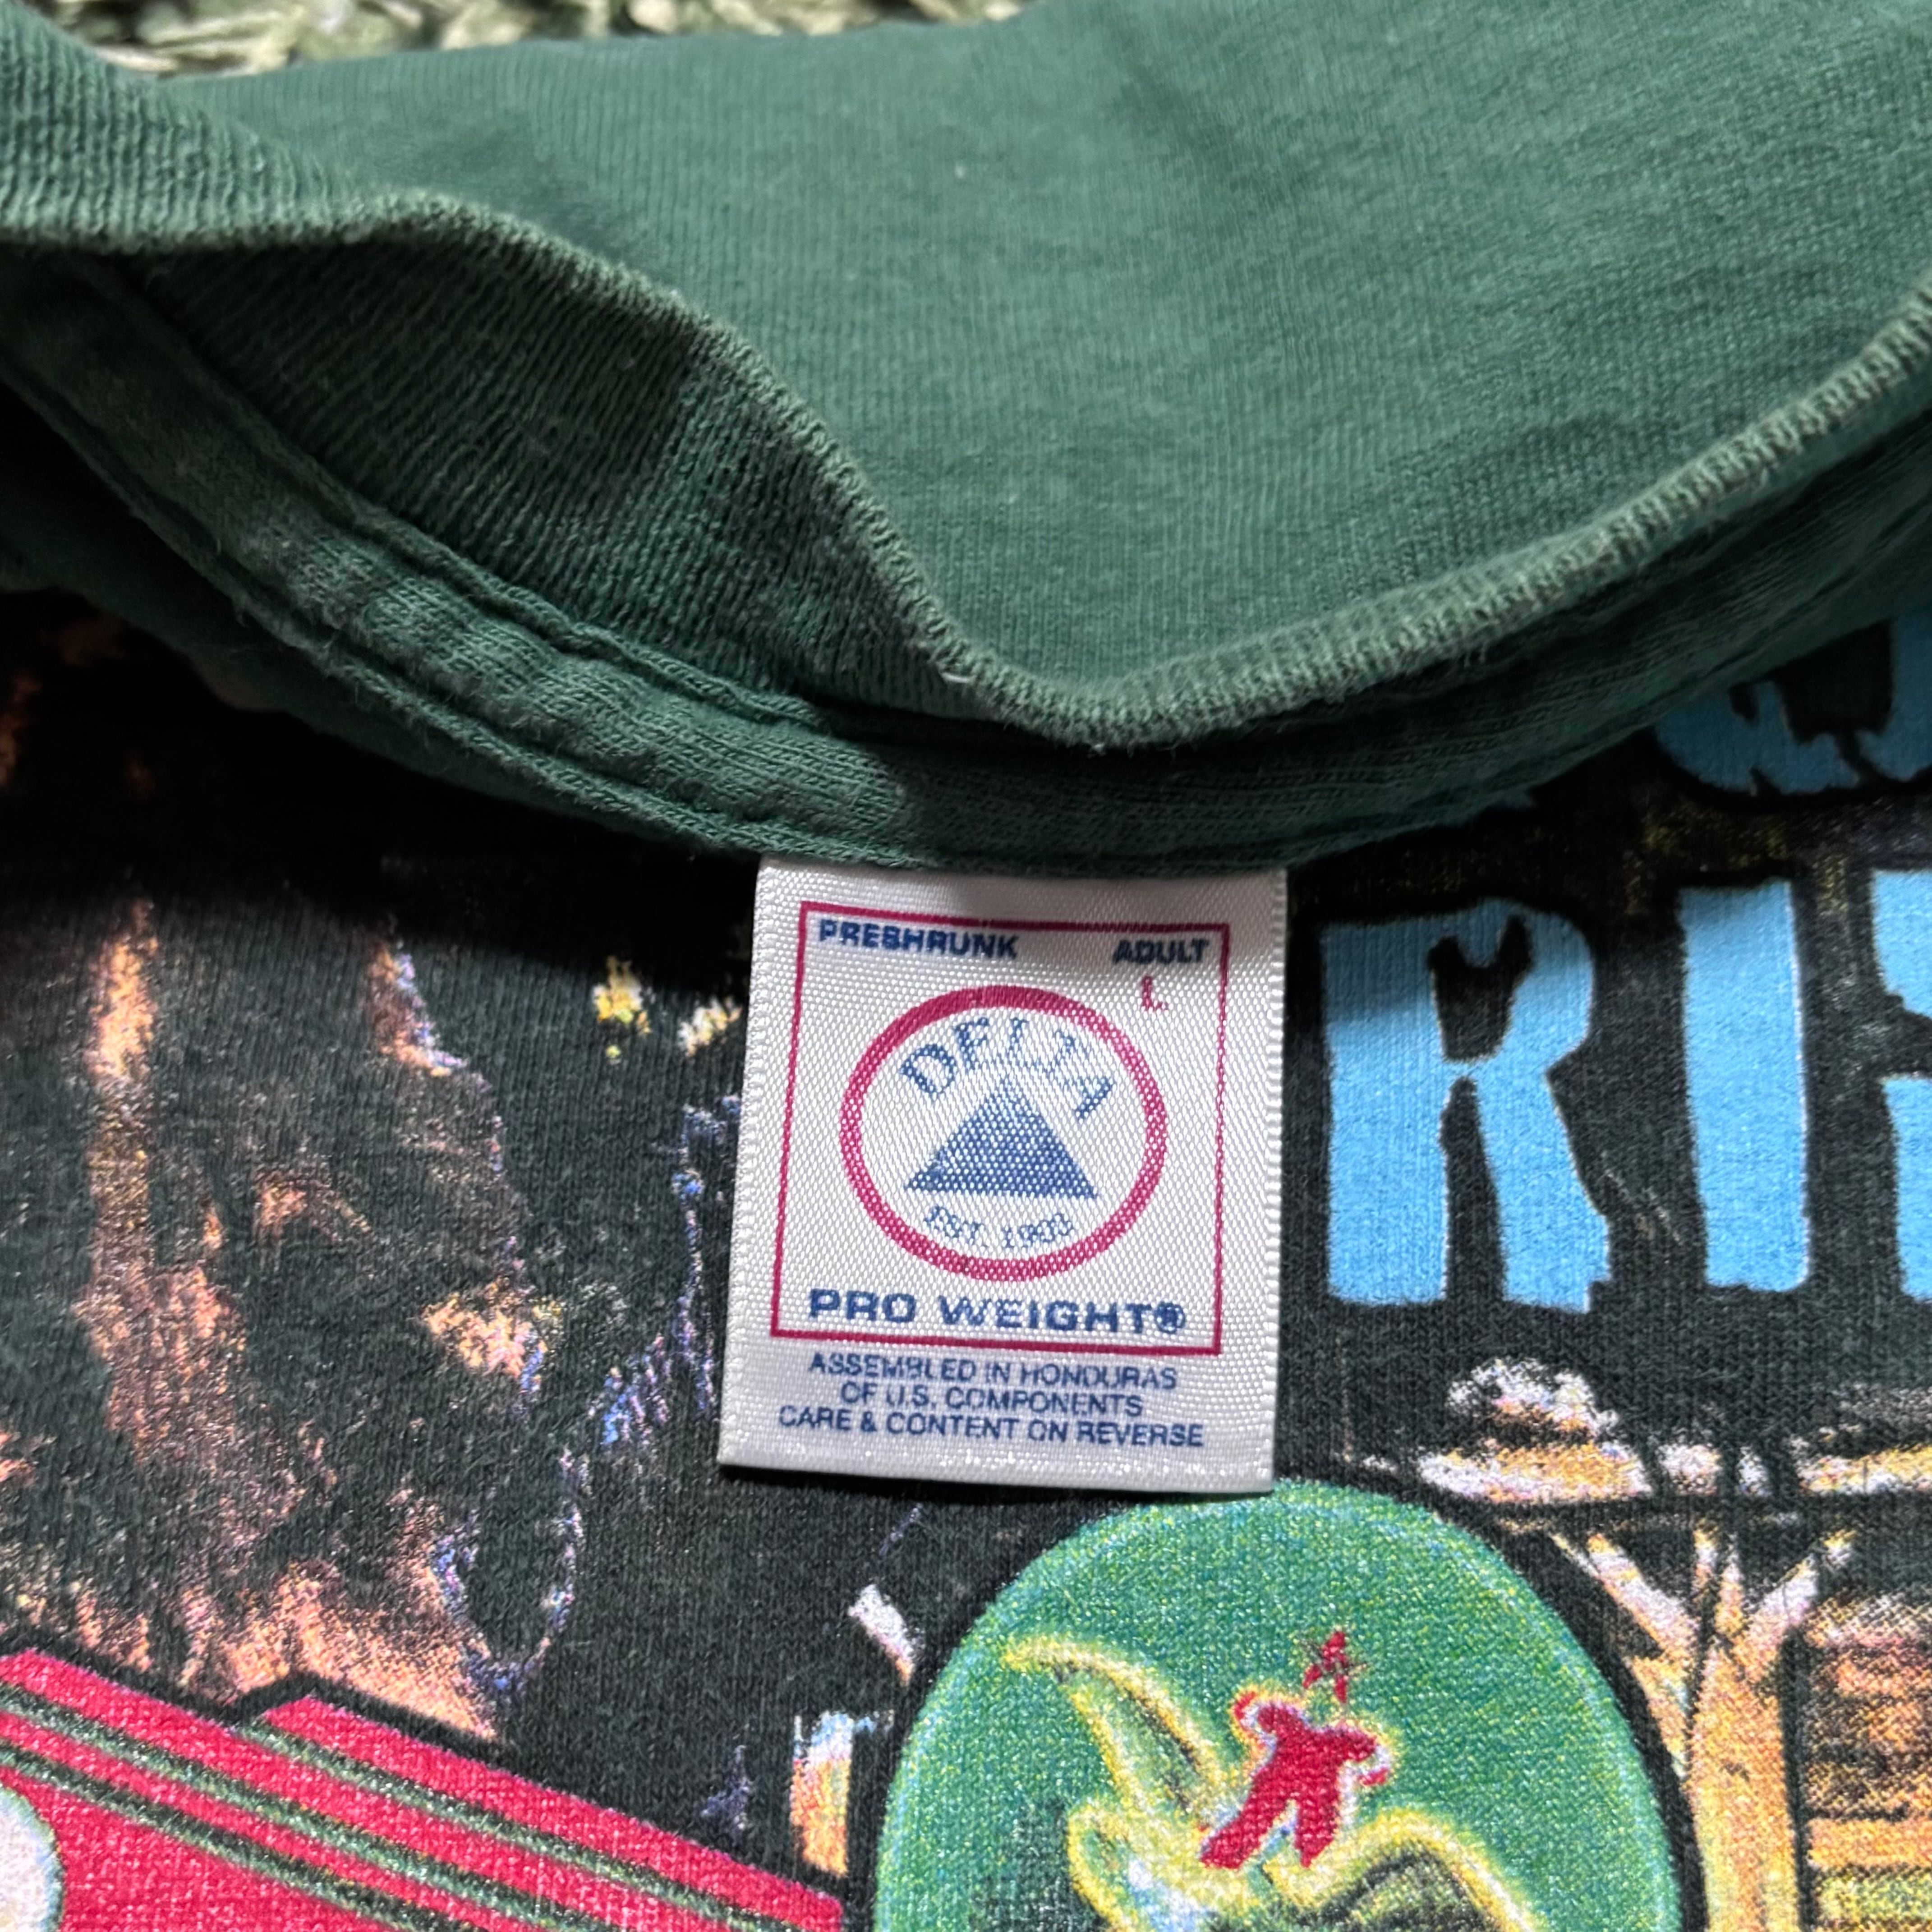 PRESHRUNK ADULT
L
DELTA
EST 1903
PRO WEIGHT®
ASSEMBLED IN HONDURAS
OF U.S. COMPONENTS
CARE & CONTENT ON REVERSE